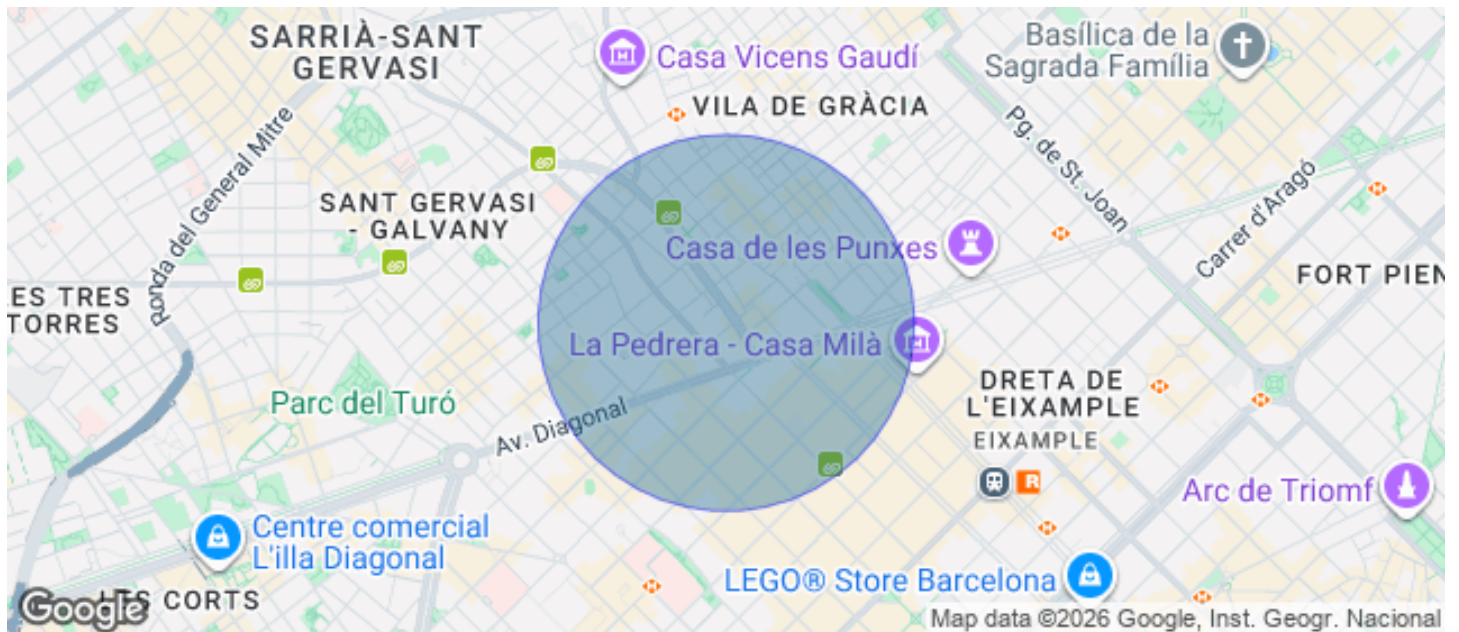 SARRIÀ-SANT
GERVASI
Casa Vicens Gaudí
Basílica de la
Sagrada Família
VILA DE GRÀCIA
Pg. de St. Joan
Ronda del General Mitre
SANT GERVASI
- GALVANY
Carrer d'Aragó
Casa de les Punxes
FORT PIEN
ES TRES
TORRES
La Pedrera - Casa Milà
DRETA DE
L'EIXAMPLE
EIXAMPLE
Parc del Turó
Av. Diagonal
R
Arc de Triomf
Centre comercial
L'illa Diagonal
LEGO® Store Barcelona
Google
CORTS
Map data ©2026 Google, Inst. Geogr. Nacional